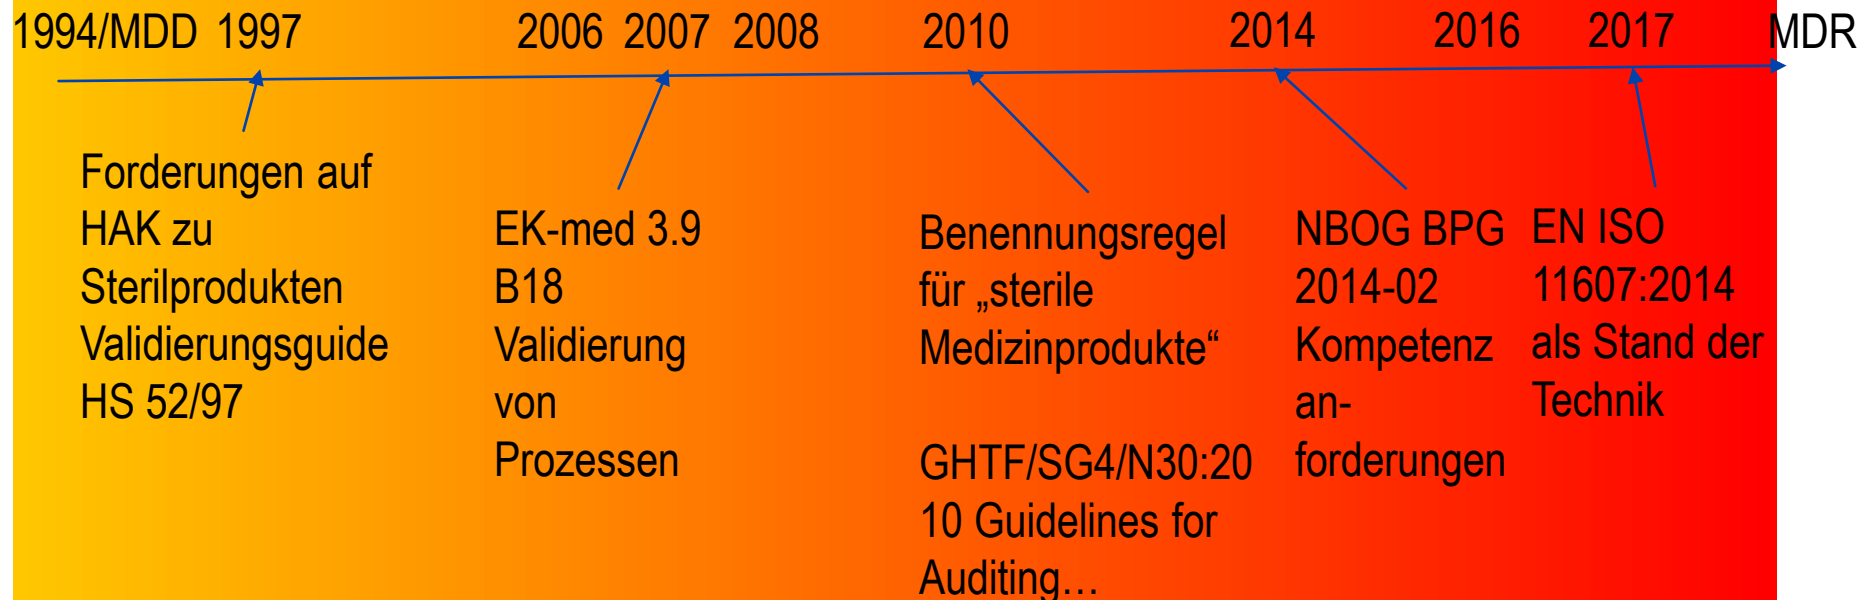 1994/MDD 1997 2006 2007 2008 2010 2014 2016 2017 MDR
Forderungen auf
HAK zu
Sterilprodukten
Validierungsguide
HS 52/97
EK-med 3.9
B18
Validierung
von
Prozessen
Benennungsregel
für „sterile
Medizinprodukte“
GHTF/SG4/N30:20
10 Guidelines for
Auditing…
NBOG BPG
2014-02
Kompetenz
an-
forderungen
EN ISO
11607:2014
als Stand der
Technik